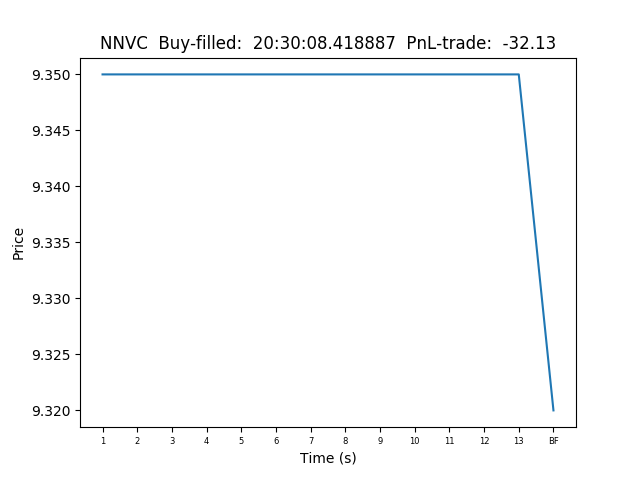 NNVC  Buy-filled:  20:30:08.418887  PnL-trade:  -32.13
9.350
9.345
9.340
9.335
9.330
9.325
9.320
Price
1 2 3 4 5 6 7 8 9 10 11 12 13 BF
Time (s)